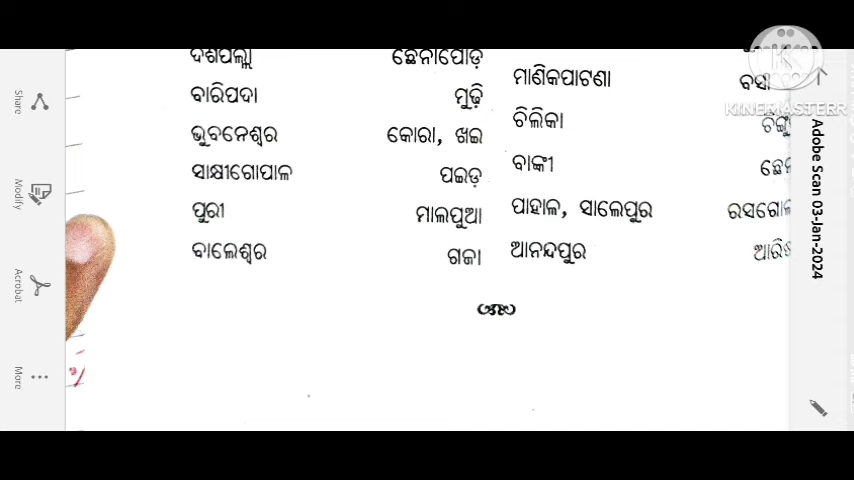 ଦଶପଲ୍ଲା ଛେନାପୋଡ଼
ବାରିପଦା ମୁଢ଼ି
ଭୁବନେଶ୍ୱର କୋରା, ଖଇ
ସାକ୍ଷୀଗୋପାଳ ପଇଡ଼
ପୁରୀ ମାଲପୁଆ
ବାଲେଶ୍ୱର ଗଜା
ମାଣିକପାଟଣା
ଚିଲିକା
ବାଙ୍କୀ
ପାହାଳ, ସାଲେପୁର
ଆନନ୍ଦପୁର
KINEMASTERR
Adobe Scan 03-Jan-2024
Share
Modify
Acrobat
More